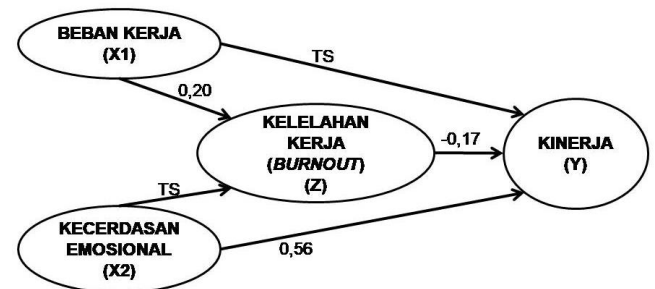 BEBAN KERJA
(X1)
TS
0,20
KELELAHAN
KERJA
(BURNOUT)
(Z)
-0,17
KINERJA
(Y)
TS
KECERDASAN
EMOSIONAL
(X2)
0,56